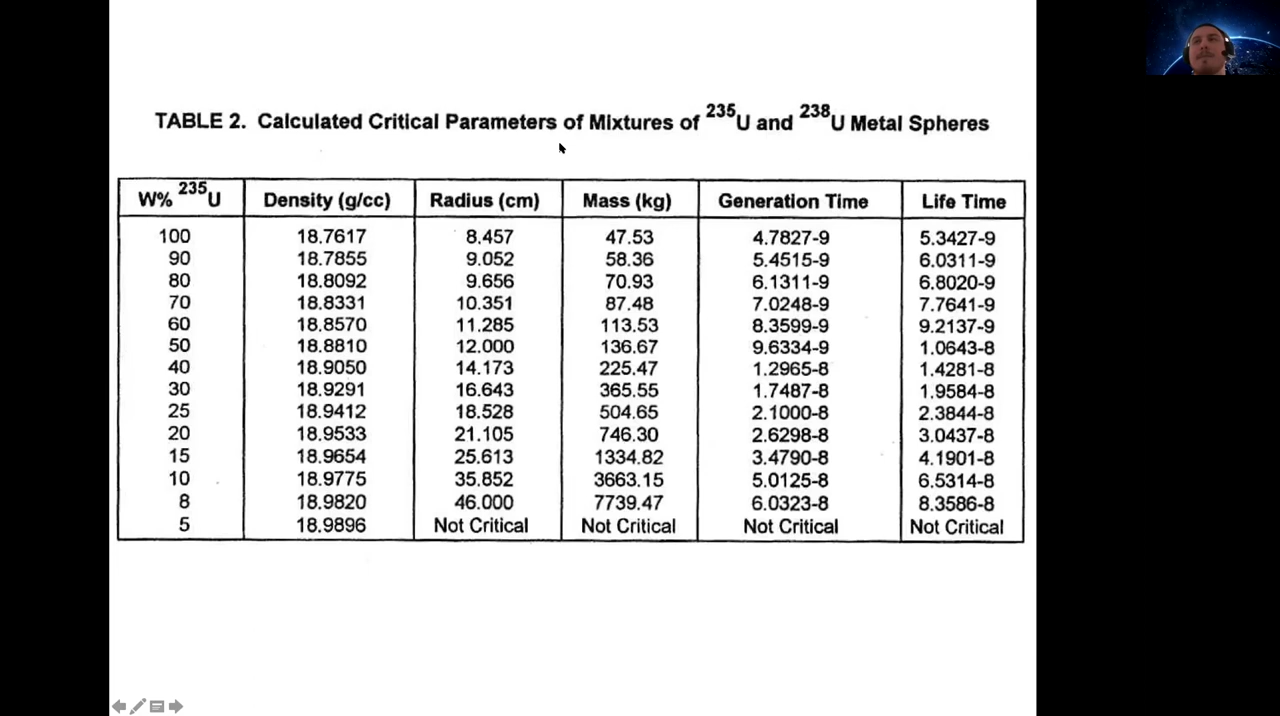 TABLE 2. Calculated Critical Parameters of Mixtures of 235U and 238U Metal Spheres
W% 235U Density (g/cc) Radius (cm) Mass (kg) Generation Time Life Time
100 18.7617 8.457 47.53 4.7827-9 5.3427-9
90 18.7855 9.052 58.36 5.4515-9 6.0311-9
80 18.8092 9.656 70.93 6.1311-9 6.8020-9
70 18.8331 10.351 87.48 7.0248-9 7.7641-9
60 18.8570 11.285 113.53 8.3599-9 9.2137-9
50 18.8810 12.000 136.67 9.6334-9 1.0643-8
40 18.9050 14.173 225.47 1.2965-8 1.4281-8
30 18.9291 16.643 365.55 1.7487-8 1.9584-8
25 18.9412 18.528 504.65 2.1000-8 2.3844-8
20 18.9533 21.105 746.30 2.6298-8 3.0437-8
15 18.9654 25.613 1334.82 3.4790-8 4.1901-8
10 18.9775 35.852 3663.15 5.0125-8 6.5314-8
8 18.9820 46.000 7739.47 6.0323-8 8.3586-8
5 18.9896 Not Critical Not Critical Not Critical Not Critical